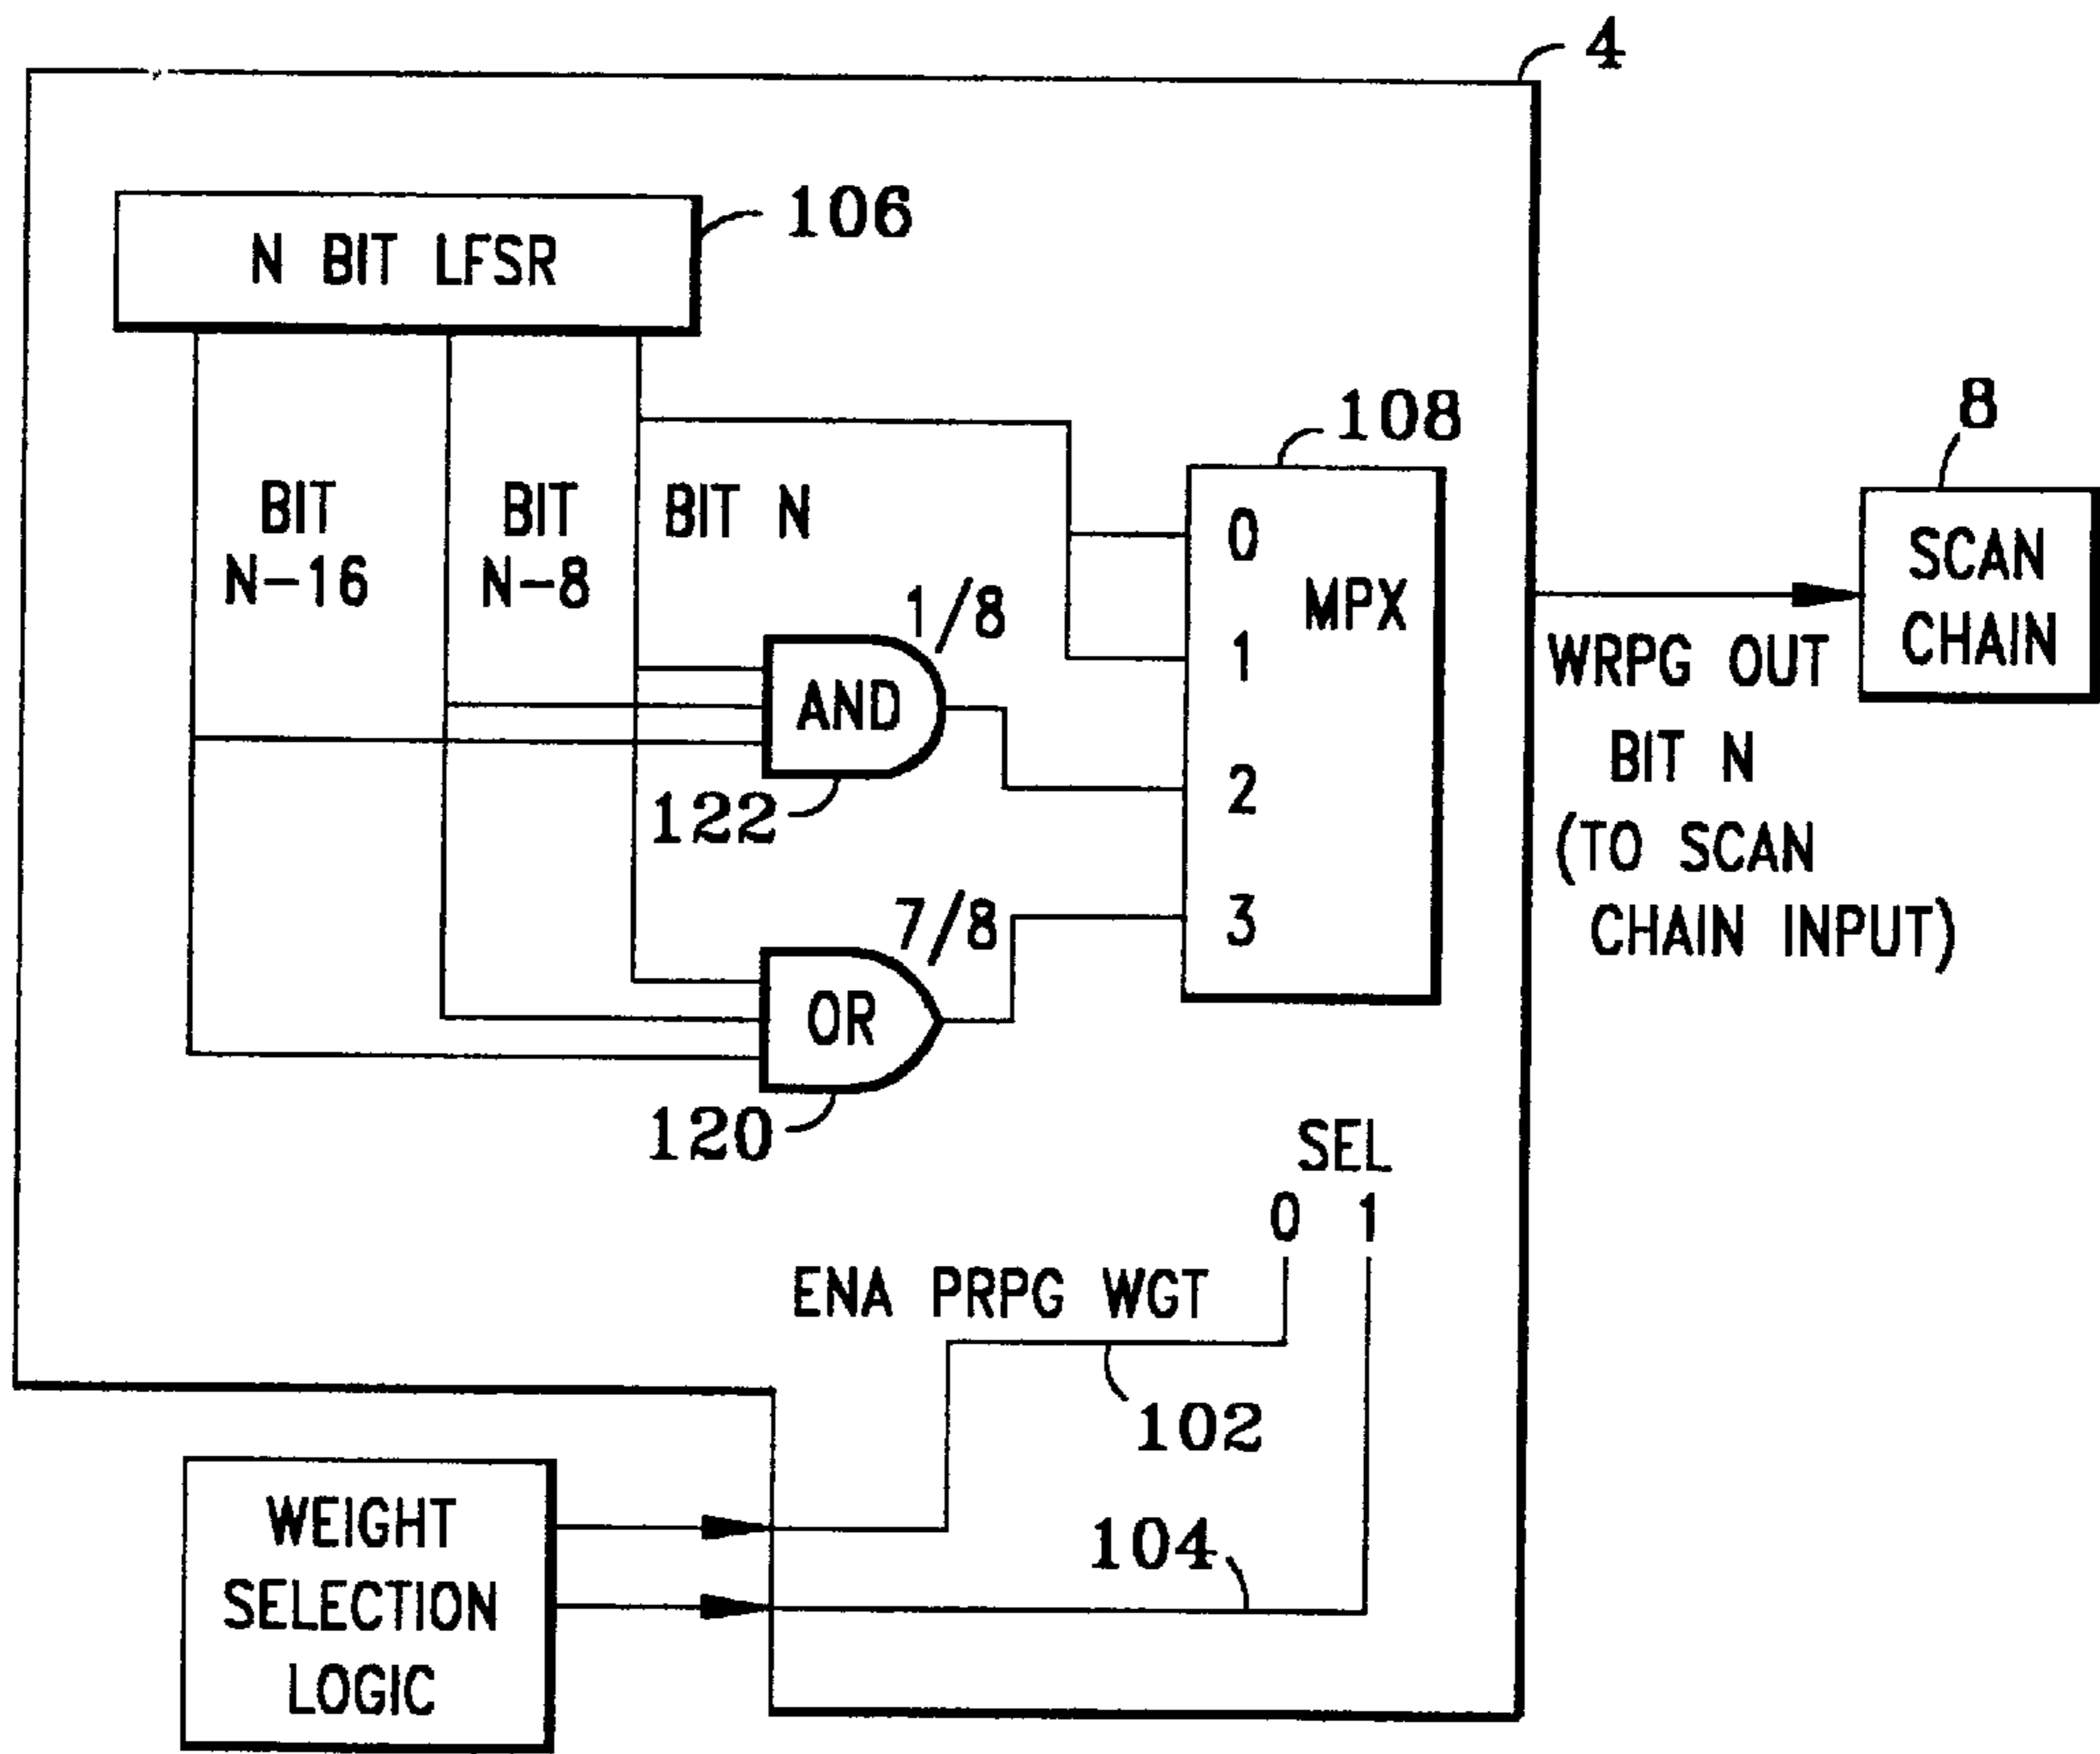 4
106
N BIT LFSR
108
8
BIT
N-16
BIT
N-8
BIT N
0
MPX
1
2
3
SCAN
CHAIN
1/8
AND
122
WRPG OUT
BIT N
(TO SCAN
CHAIN INPUT)
7/8
OR
120
SEL
0 1
ENA PRPG WGT
102
WEIGHT
SELECTION
LOGIC
104